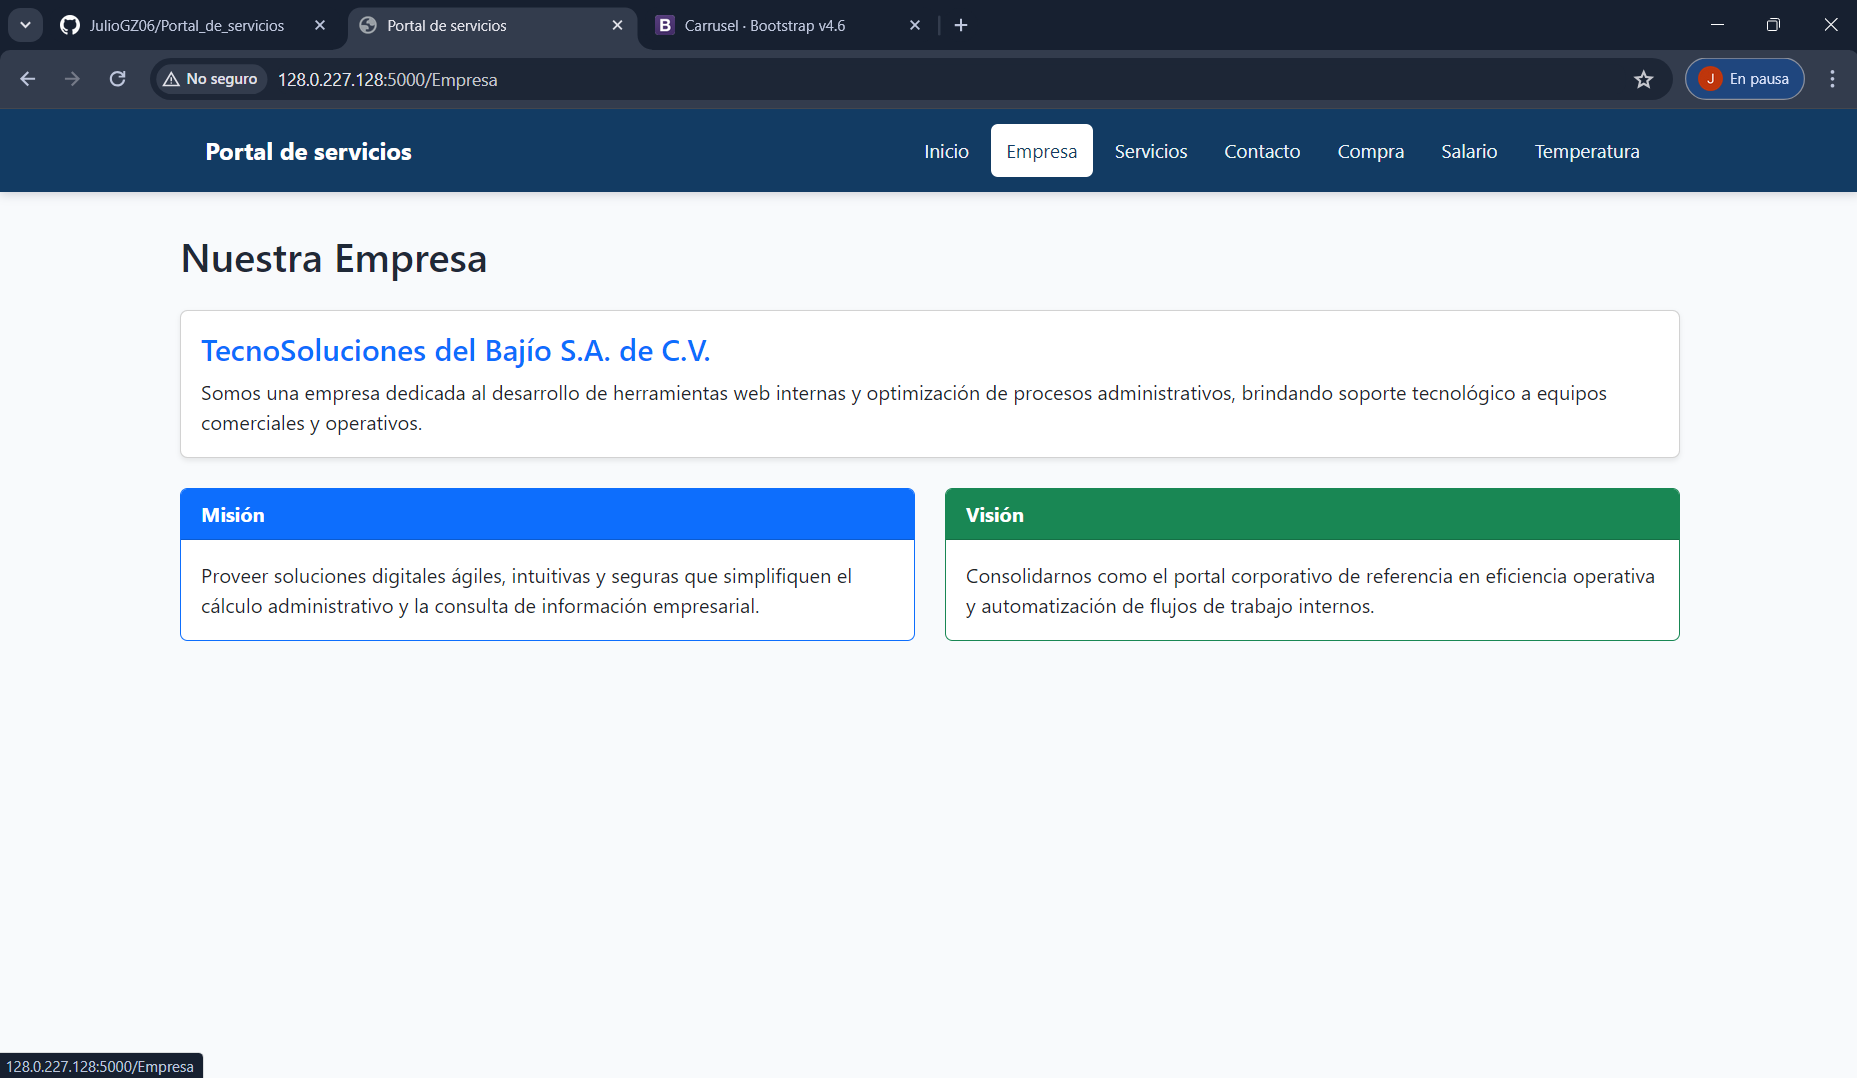 JulioGZ06/Portal_de_servicios
Portal de servicios
B Carrusel · Bootstrap v4.6
No seguro
128.0.227.128:5000/Empresa
J En pausa
Portal de servicios
Inicio
Empresa
Servicios
Contacto
Compra
Salario
Temperatura
Nuestra Empresa
TecnoSoluciones del Bajío S.A. de C.V.
Somos una empresa dedicada al desarrollo de herramientas web internas y optimización de procesos administrativos, brindando soporte tecnológico a equipos
comerciales y operativos.
Misión
Proveer soluciones digitales ágiles, intuitivas y seguras que simplifiquen el
cálculo administrativo y la consulta de información empresarial.
Visión
Consolidarnos como el portal corporativo de referencia en eficiencia operativa
y automatización de flujos de trabajo internos.
128.0.227.128:5000/Empresa